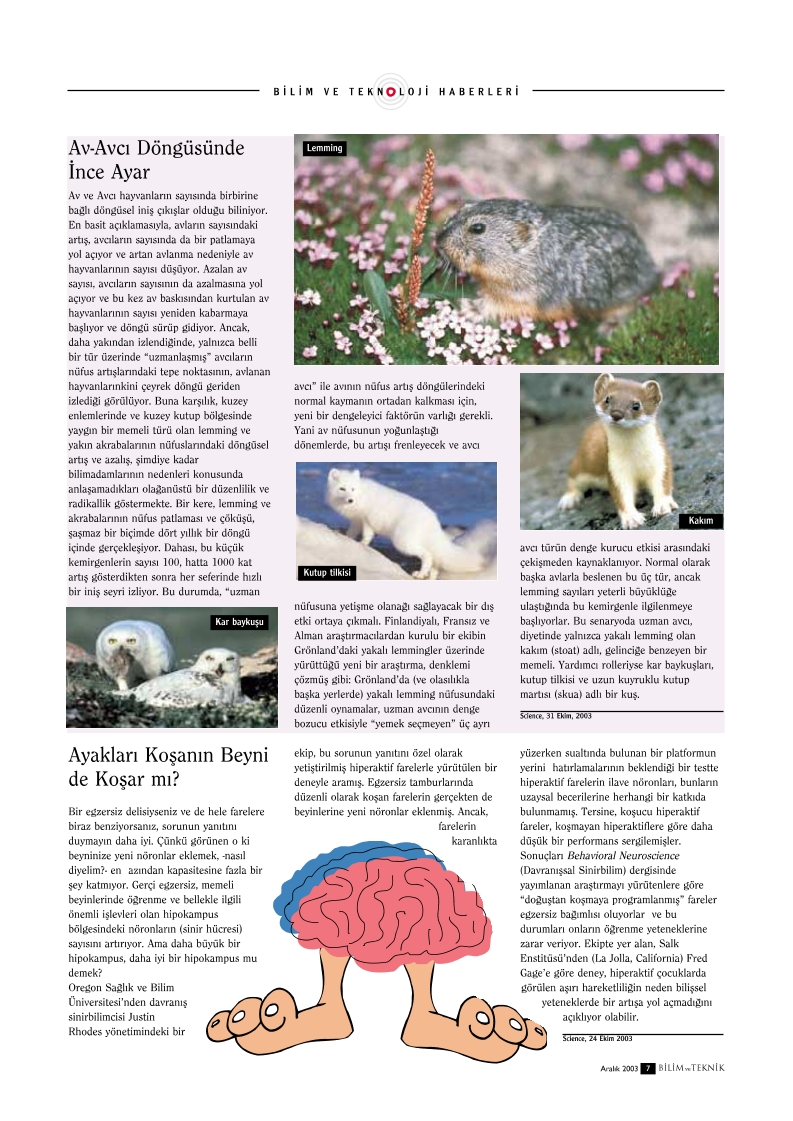 BİLİM VE TEKNOLOJİ HABERLERİ
Av-Avcı Döngüsünde
İnce Ayar
Av ve Avcı hayvanların sayısında birbirine
bağlı döngüsel iniş çıkışlar olduğu biliniyor.
En basit açıklamasıyla, avların sayısındaki
artış, avcıların sayısında da bir patlamaya
yol açıyor ve artan avlanma nedeniyle av
hayvanlarının sayısı düşüyor. Azalan av
sayısı, avcıların sayısının da azalmasına yol
açıyor ve bu kez av baskısından kurtulan av
hayvanlarının sayısı yeniden kabarmaya
başlıyor ve döngü sürüp gidiyor. Ancak,
daha yakından izlendiğinde, yalnızca belli
bir tür üzerinde “uzmanlaşmış” avcıların
nüfus artışlarındaki tepe noktasının, avlanan
hayvanlarınkini çeyrek döngü geriden
izlediği görülüyor. Buna karşılık, kuzey
enlemlerinde ve kuzey kutup bölgesinde
yaygın bir memeli türü olan lemming ve
yakın akrabalarının nüfuslarındaki döngüsel
artış ve azalış, şimdiye kadar
bilimadamlarının nedenleri konusunda
anlaşamadıkları olağanüstü bir düzenlilik ve
radikallik göstermekte. Bir kere, lemming ve
akrabalarının nüfus patlaması ve çöküşü,
şaşmaz bir biçimde dört yıllık bir döngü
içinde gerçekleşiyor. Dahası, bu küçük
kemirgenlerin sayısı 100, hatta 1000 kat
artış gösterdikten sonra her seferinde hızlı
bir iniş seyri izliyor. Bu durumda, “uzman
Kar baykuşu
Lemming
avcı” ile avının nüfus artış döngülerindeki
normal kaymanın ortadan kalkması için,
yeni bir dengeleyici faktörün varlığı gerekli.
Yani av nüfusunun yoğunlaştığı
dönemlerde, bu artışı frenleyecek ve avcı
Kutup tilkisi
nüfusuna yetişme olanağı sağlayacak bir dış
etki ortaya çıkmalı. Finlandiyalı, Fransız ve
Alman araştırmacılardan kurulu bir ekibin
Grönland’daki yakalı lemmingler üzerinde
yürüttüğü yeni bir araştırma, denklemi
çözmüş gibi: Grönland’da (ve olasılıkla
başka yerlerde) yakalı lemming nüfusundaki
düzenli oynamalar, uzman avcının denge
bozucu etkisiyle “yemek seçmeyen” üç ayrı
Kakım
avcı türün denge kurucu etkisi arasındaki
çekişmeden kaynaklanıyor. Normal olarak
başka avlarla beslenen bu üç tür, ancak
lemming sayıları yeterli büyüklüğe
ulaştığında bu kemirgenle ilgilenmeye
başlıyorlar. Bu senaryoda uzman avcı,
diyetinde yalnızca yakalı lemming olan
kakım (stoat) adlı, gelinciğe benzeyen bir
memeli. Yardımcı rolleriyse kar baykuşları,
kutup tilkisi ve uzun kuyruklu kutup
martısı (skua) adlı bir kuş.
Science, 31 Ekim, 2003
Ayakları Koşanın Beyni
de Koşar mı?
Bir egzersiz delisiyseniz ve de hele farelere
biraz benziyorsanız, sorunun yanıtını
duymayın daha iyi. Çünkü görünen o ki
beyninize yeni nöronlar eklemek, -nasıl
diyelim?- en  azından kapasitesine fazla bir
şey katmıyor. Gerçi egzersiz, memeli
beyinlerinde öğrenme ve bellekle ilgili
önemli işlevleri olan hipokampus
bölgesindeki nöronların (sinir hücresi)
sayısını artırıyor. Ama daha büyük bir
hipokampus, daha iyi bir hipokampus mu
demek?
Oregon Sağlık ve Bilim
Üniversitesi’nden davranış
sinirbilimcisi Justin
Rhodes yönetimindeki bir
ekip, bu sorunun yanıtını özel olarak
yetiştirilmiş hiperaktif farelerle yürütülen bir
deneyle aramış. Egzersiz tamburlarında
düzenli olarak koşan farelerin gerçekten de
beyinlerine yeni nöronlar eklenmiş. Ancak,
farelerin
karanlıkta
yüzerken sualtında bulunan bir platformun
yerini  hatırlamalarının beklendiği bir testte
hiperaktif farelerin ilave nöronları, bunların
uzaysal becerilerine herhangi bir katkıda
bulunmamış. Tersine, koşucu hiperaktif
fareler, koşmayan hiperaktiflere göre daha
düşük bir performans sergilemişler.
Sonuçları Behavioral Neuroscience
(Davranışsal Sinirbilim) dergisinde
yayımlanan araştırmayı yürütenlere göre
“doğuştan koşmaya programlanmış” fareler
egzersiz bağımlısı oluyorlar  ve bu
durumları onların öğrenme yeteneklerine
zarar veriyor. Ekipte yer alan, Salk
Enstitüsü’nden (La Jolla, California) Fred
Gage’e göre deney, hiperaktif çocuklarda
görülen aşırı hareketliliğin neden bilişsel
yeteneklerde bir artışa yol açmadığını
açıklıyor olabilir.
Science, 24 Ekim 2003
Aralık 2003 7 BİLİM ve TEKNİK